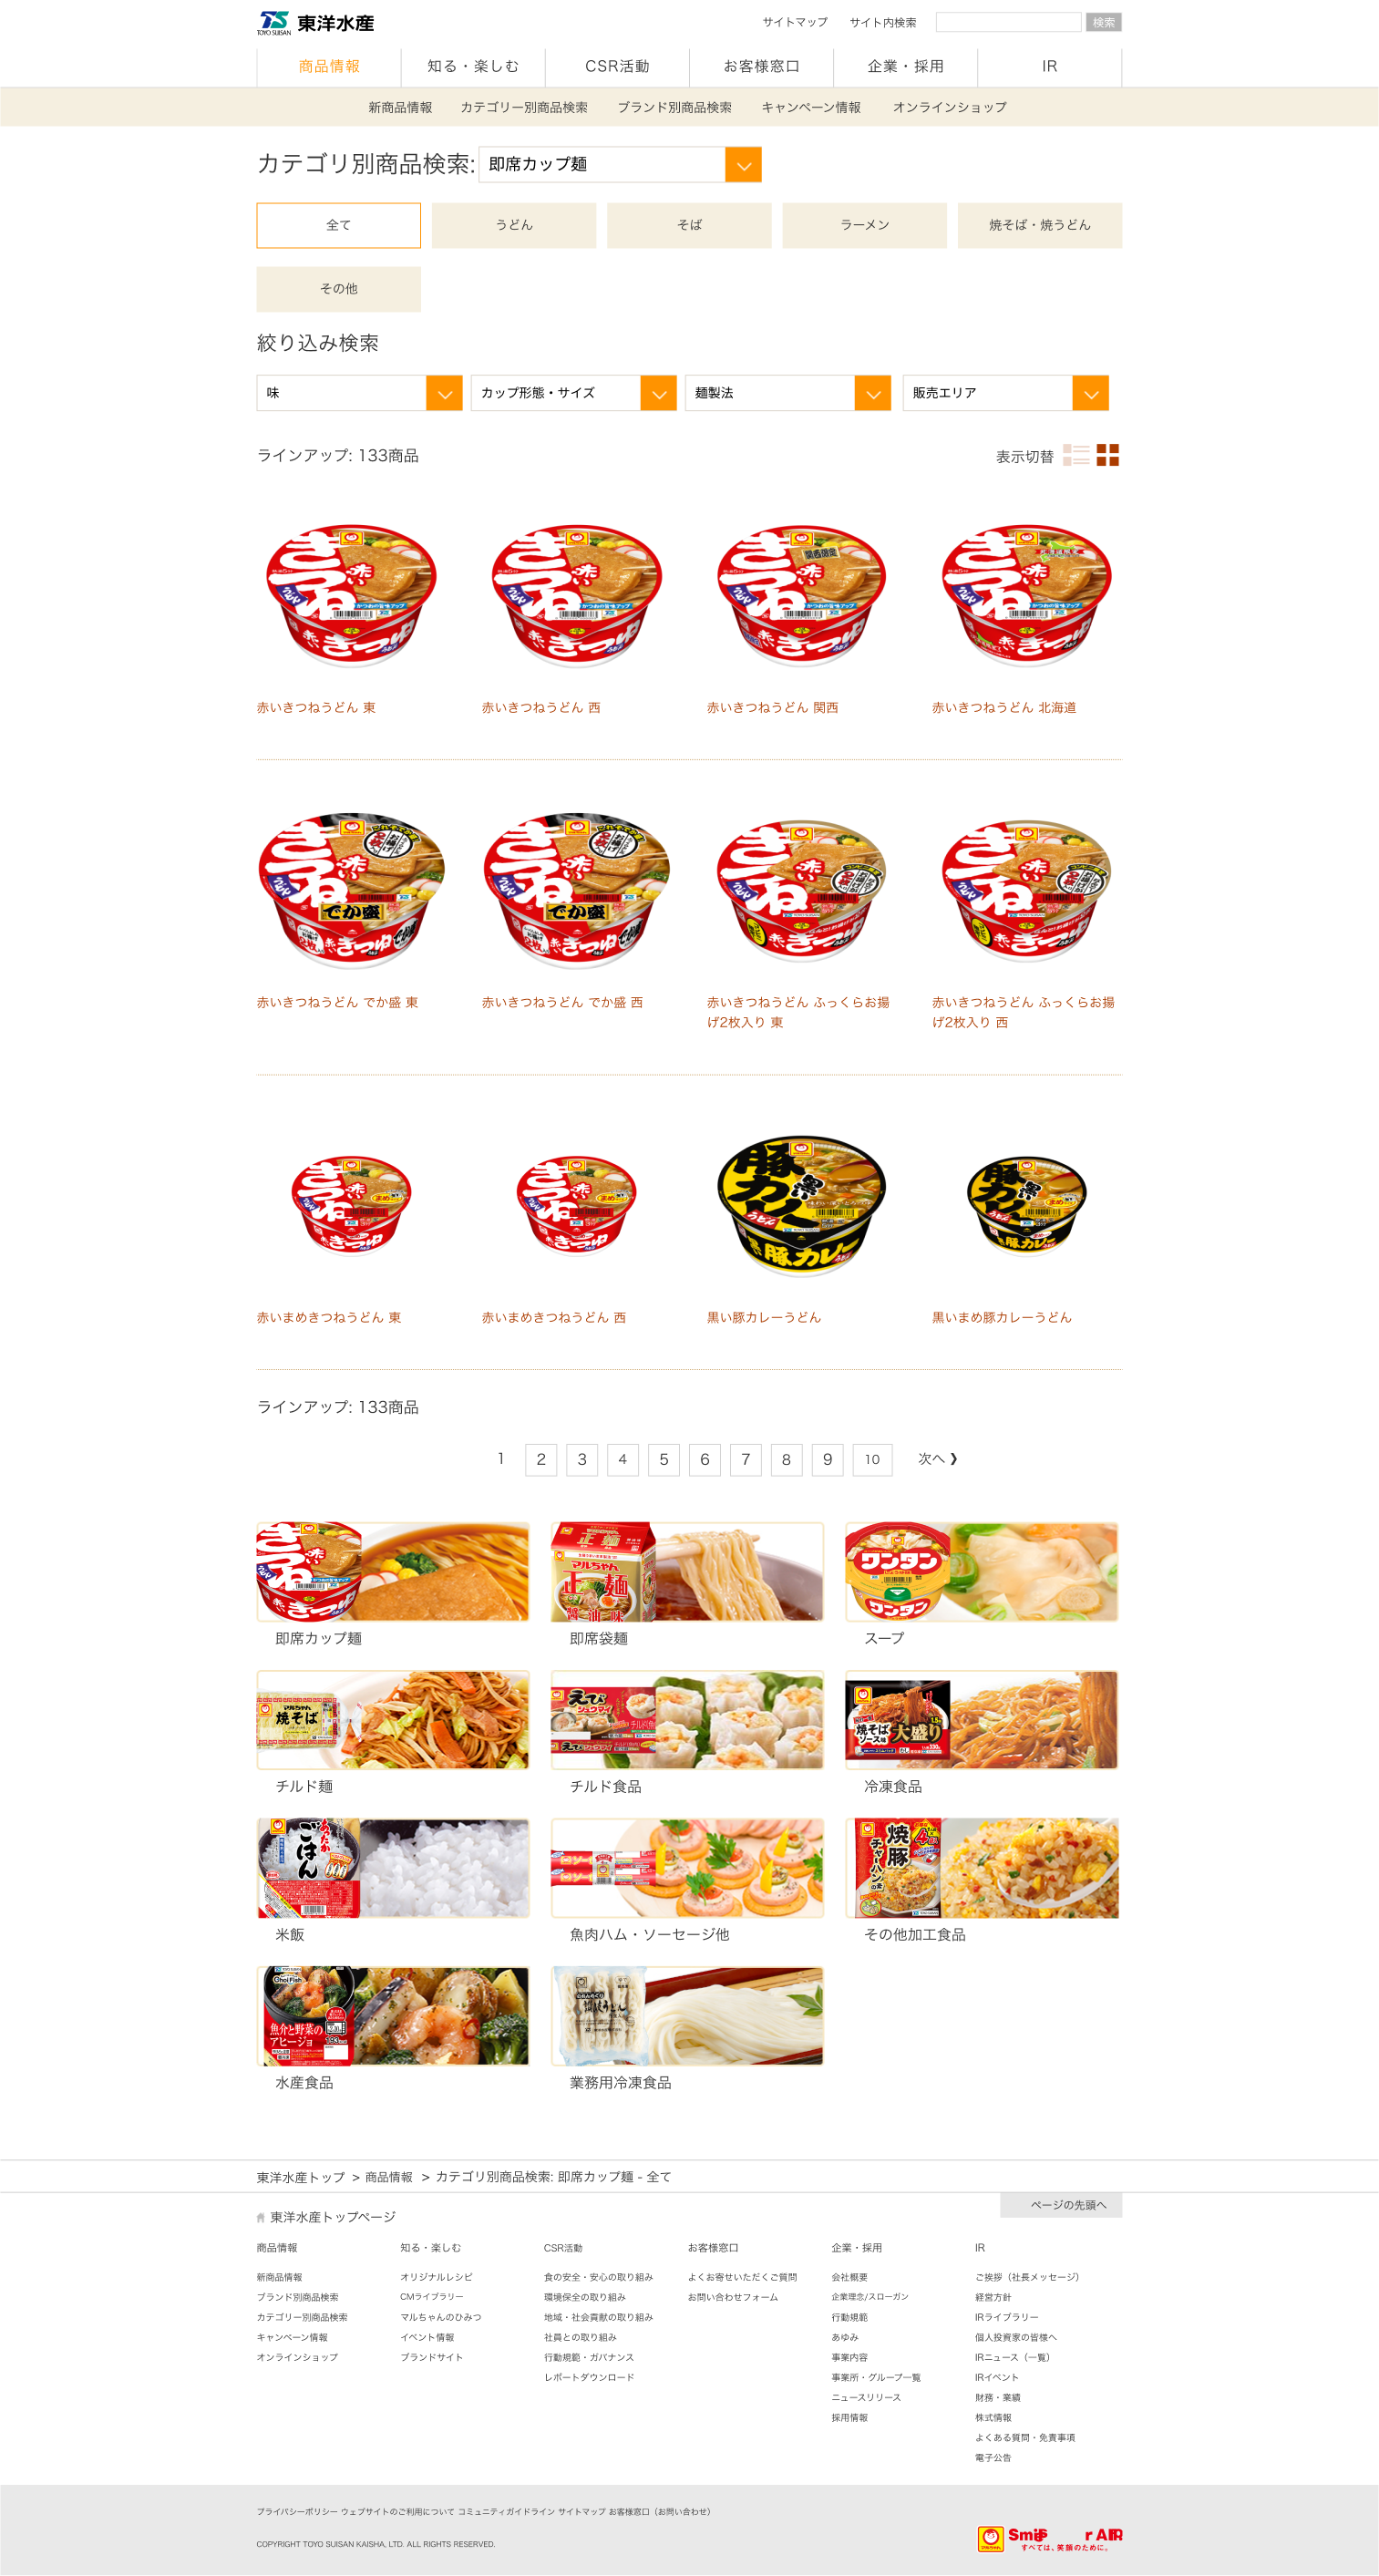 TS
TOYO SUISAN 東洋水産
サイトマップ サイト内検索 検索
商品情報 知る・楽しむ CSR活動 お客様窓口 企業・採用 IR
新商品情報 カテゴリー別商品検索 ブランド別商品検索 キャンペーン情報 オンラインショップ
カテゴリ別商品検索: 即席カップ麺
全て うどん そば ラーメン 焼そば・焼うどん
その他
絞り込み検索
味 カップ形態・サイズ 麺製法 販売エリア
ラインアップ: 133商品 表示切替
赤いきつねうどん 東 赤いきつねうどん 西 赤いきつねうどん 関西 赤いきつねうどん 北海道
赤いきつねうどん でか盛 東 赤いきつねうどん でか盛 西 赤いきつねうどん ふっくらお揚 赤いきつねうどん ふっくらお揚
げ2枚入り 東 げ2枚入り 西
赤いまめきつねうどん 東 赤いまめきつねうどん 西 黒い豚カレーうどん 黒いまめ豚カレーうどん
ラインアップ: 133商品
1 2 3 4 5 6 7 8 9 10 次へ ❯
即席カップ麺 即席袋麺 スープ
チルド麺 チルド食品 冷凍食品
米飯 魚肉ハム・ソーセージ他 その他加工食品
水産食品 業務用冷凍食品
東洋水産トップ > 商品情報 > カテゴリ別商品検索: 即席カップ麺 - 全て
ページの先頭へ
東洋水産トップページ
商品情報 知る・楽しむ CSR活動 お客様窓口 企業・採用 IR
新商品情報 オリジナルレシピ 食の安全・安心の取り組み よくお寄せいただくご質問 会社概要 ご挨拶（社長メッセージ）
ブランド別商品検索 CMライブラリー 環境保全の取り組み お問い合わせフォーム 企業理念/スローガン 経営方針
カテゴリー別商品検索 マルちゃんのひみつ 地域・社会貢献の取り組み 行動規範 IRライブラリー
キャンペーン情報 イベント情報 社員との取り組み あゆみ 個人投資家の皆様へ
オンラインショップ ブランドサイト 行動規範・ガバナンス 事業内容 IRニュース（一覧）
レポートダウンロード 事業所・グループ一覧 IRイベント
ニュースリリース 財務・業績
採用情報 株式情報
よくある質問・免責事項
電子公告
プライバシーポリシー ウェブサイトのご利用について コミュニティガイドライン サイトマップ お客様窓口（お問い合わせ）
COPYRIGHT TOYO SUISAN KAISHA, LTD. ALL RIGHTS RESERVED.
すべては、笑顔のために。